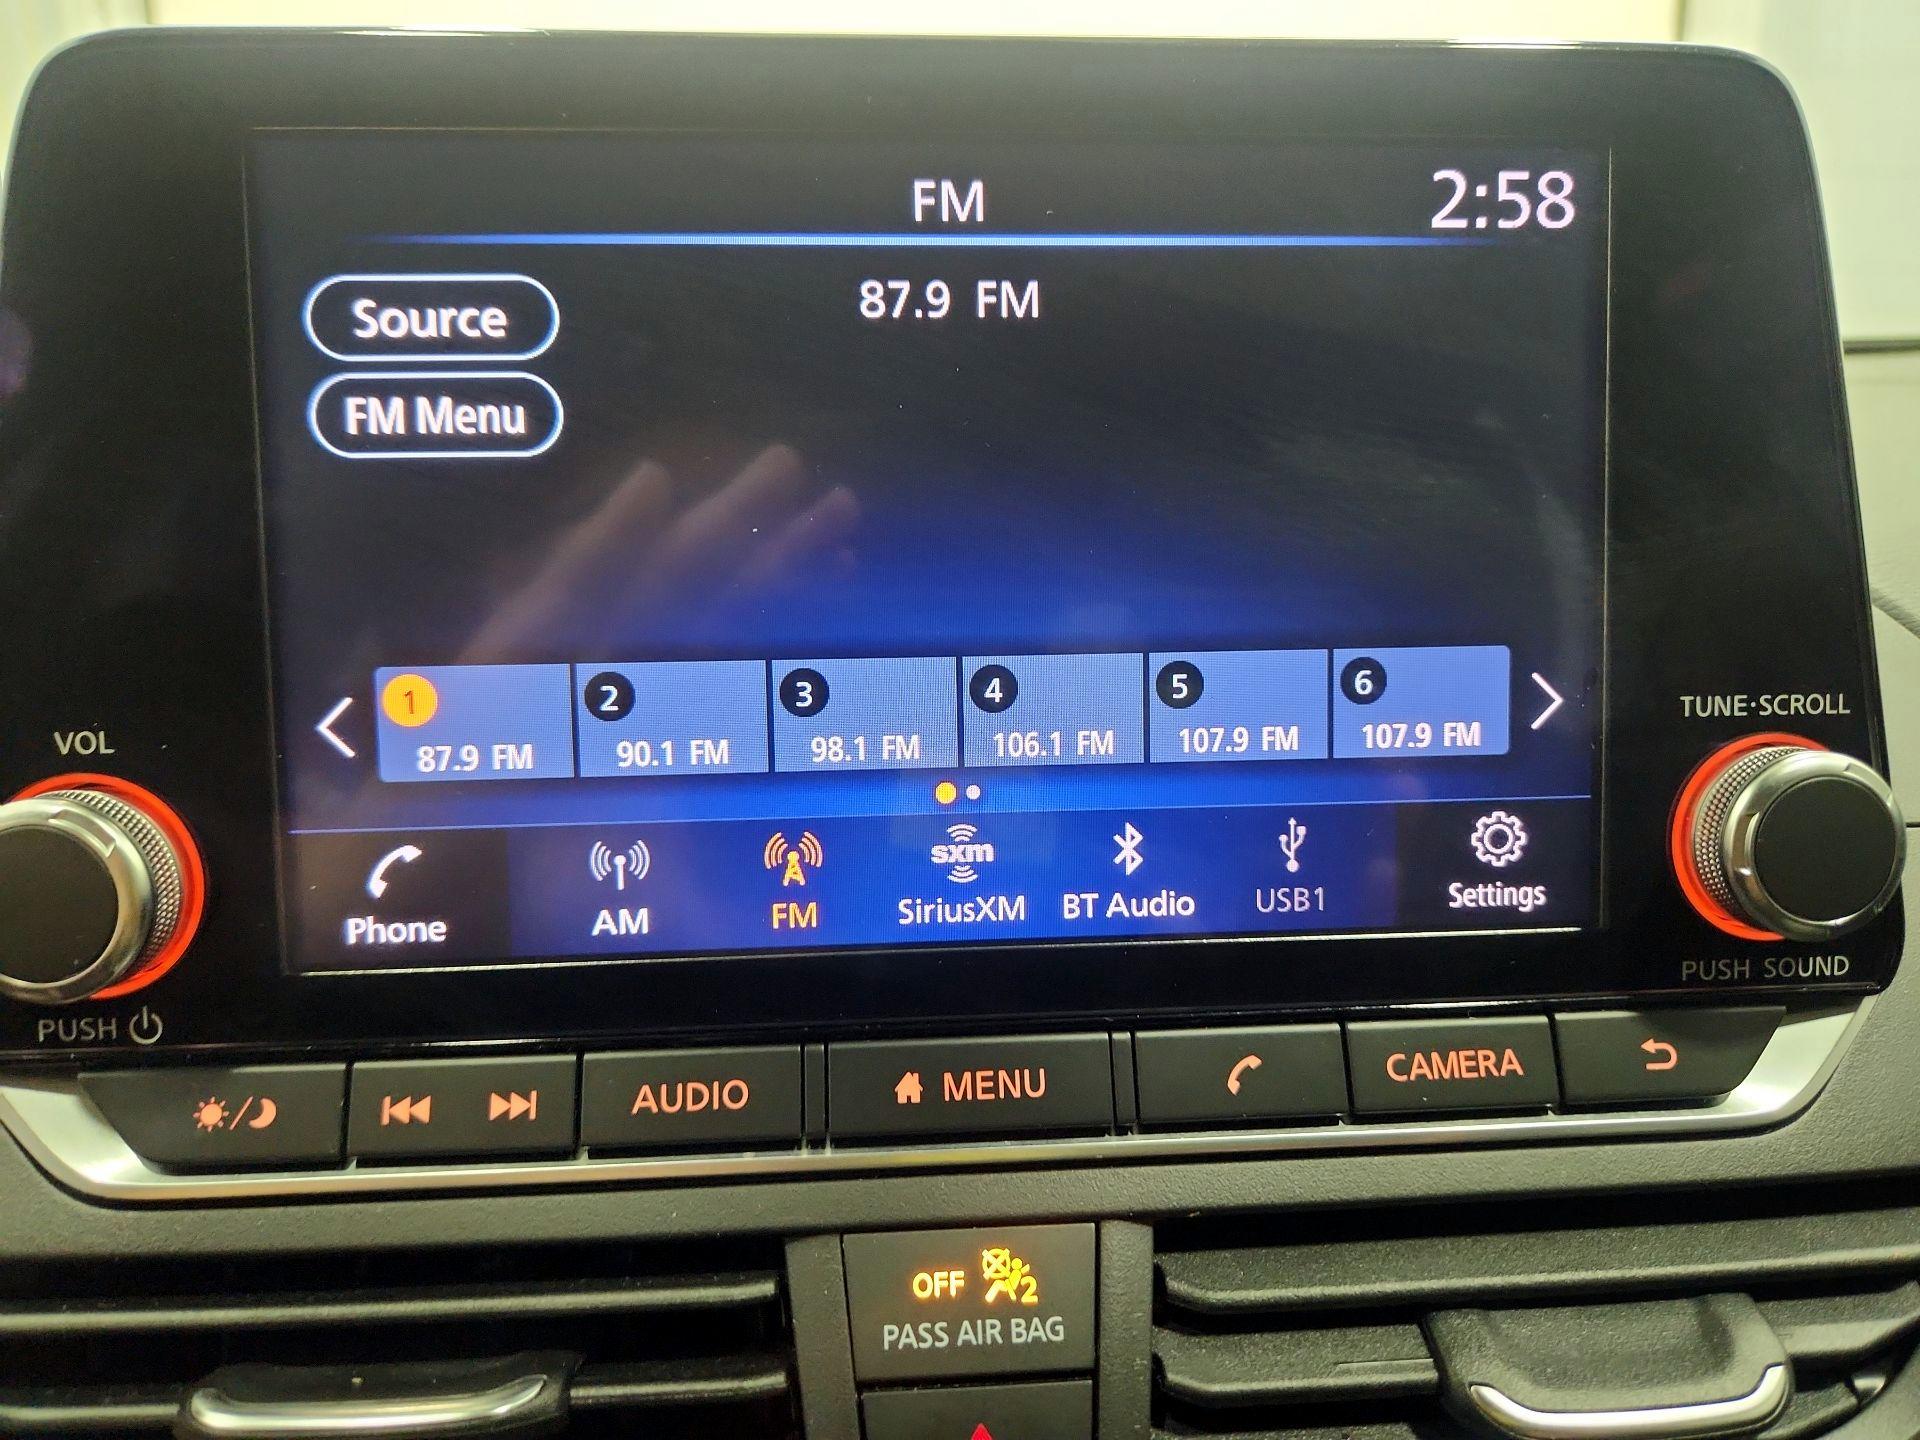 FM
2:58
87.9 FM
Source
FM Menu
1
2
3
4
5
6
87.9 FM
90.1 FM
98.1 FM
106.1 FM
107.9 FM
107.9 FM
VOL
TUNE·SCROLL
sxm
Phone
AM
FM
SiriusXM
BT Audio
USB1
Settings
PUSH
PUSH SOUND
AUDIO
MENU
CAMERA
OFF
2
PASS AIR BAG